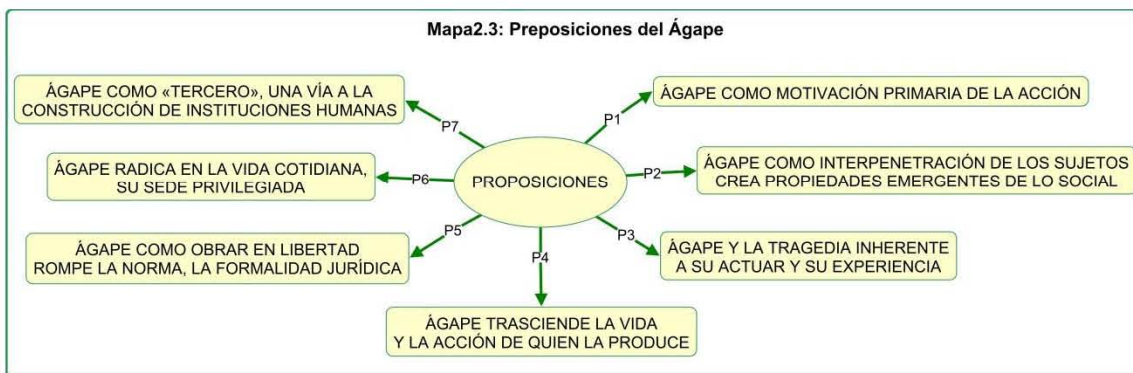 Mapa2.3: Preposiciones del Ágape
ÁGAPE COMO «TERCERO», UNA VÍA A LA
CONSTRUCCIÓN DE INSTITUCIONES HUMANAS
P7
P1
ÁGAPE COMO MOTIVACIÓN PRIMARIA DE LA ACCIÓN
ÁGAPE RADICA EN LA VIDA COTIDIANA,
SU SEDE PRIVILEGIADA
P6
PROPOSICIONES
P2
ÁGAPE COMO INTERPENETRACIÓN DE LOS SUJETOS
CREA PROPIEDADES EMERGENTES DE LO SOCIAL
ÁGAPE COMO OBRAR EN LIBERTAD
ROMPE LA NORMA, LA FORMALIDAD JURÍDICA
P5
P4
P3
ÁGAPE Y LA TRAGEDIA INHERENTE
A SU ACTUAR Y SU EXPERIENCIA
ÁGAPE TRASCIENDE LA VIDA
Y LA ACCIÓN DE QUIEN LA PRODUCE